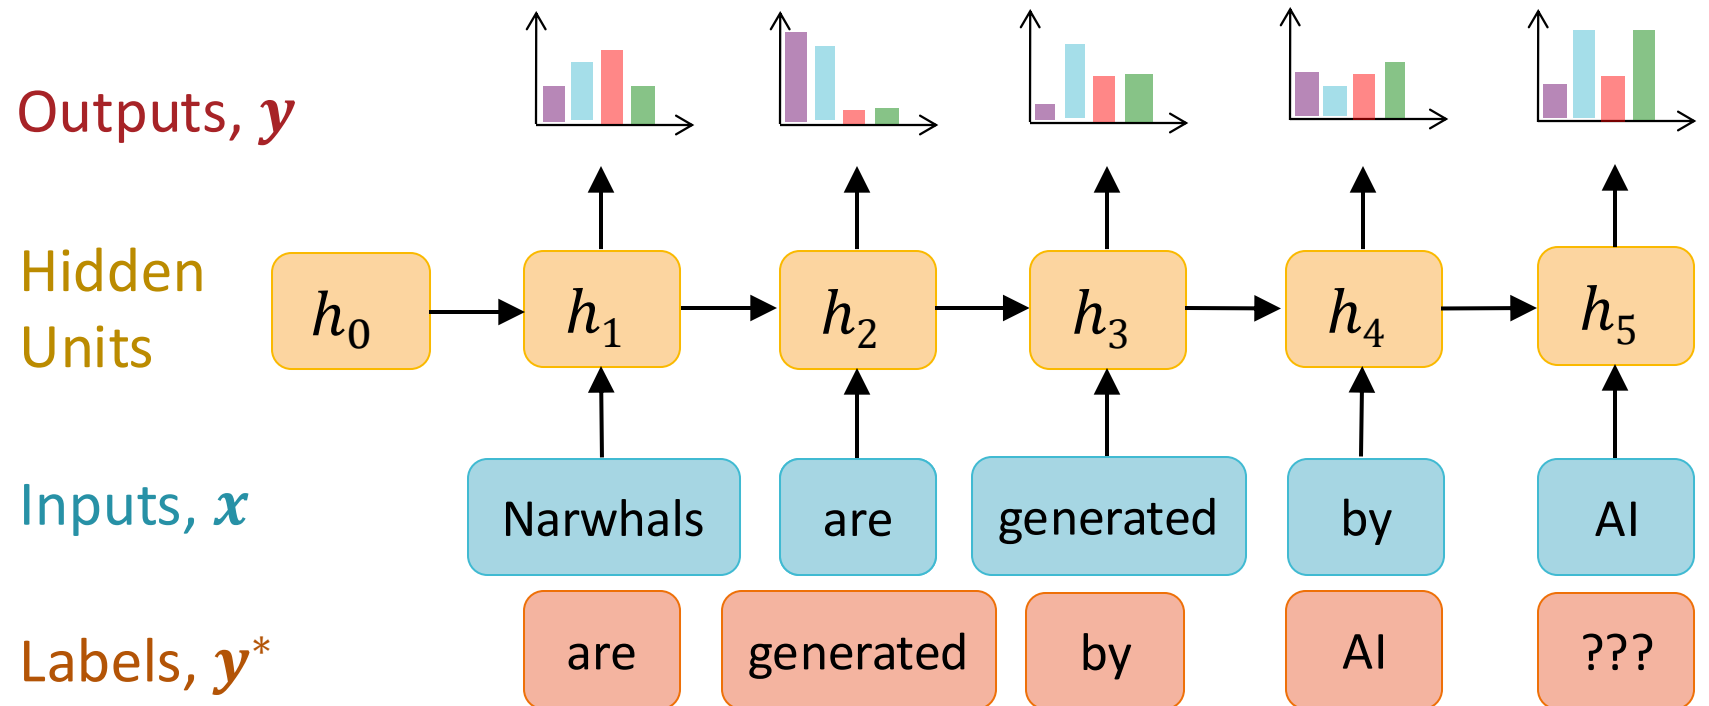 Outputs, y
Hidden
Units
h₀ h₁ h₂ h₃ h₄ h₅
Inputs, x
Narwhals are generated by AI
Labels, y*
are generated by AI ???